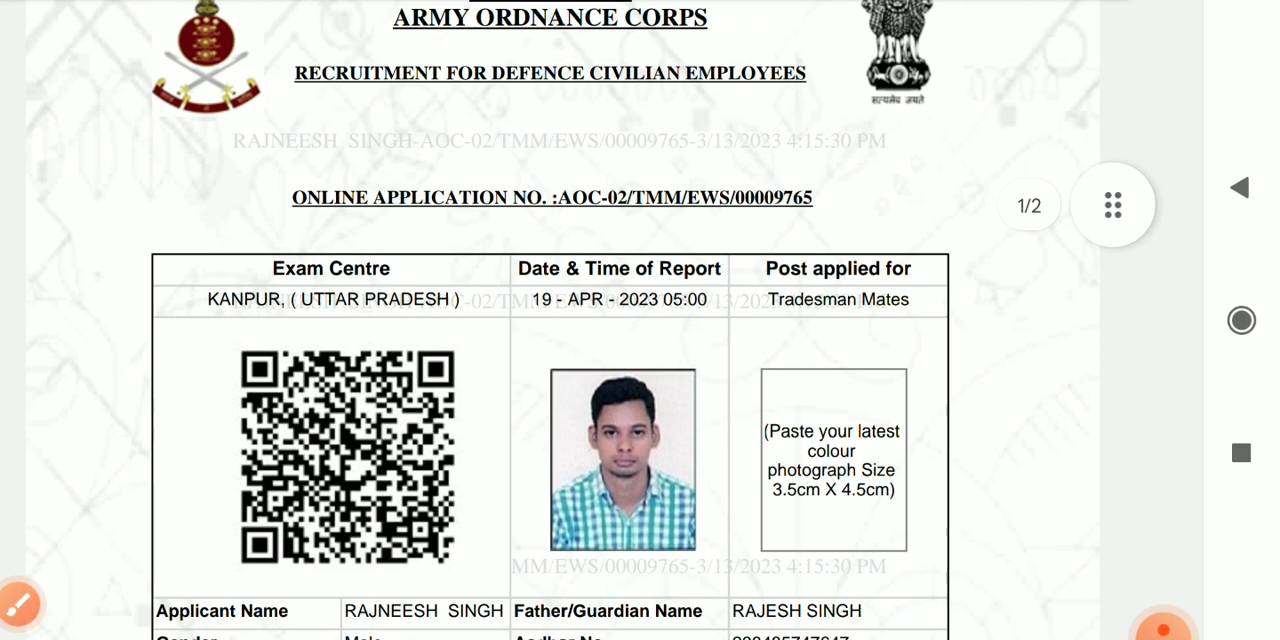 ARMY ORDNANCE CORPS
RECRUITMENT FOR DEFENCE CIVILIAN EMPLOYEES
सत्यमेव जयते
RAJNEESH SINGH-AOC-02/TMM/EWS/00009765-3/13/2023 4:15:30 PM
ONLINE APPLICATION NO. :AOC-02/TMM/EWS/00009765
1/2
Exam Centre Date & Time of Report Post applied for
KANPUR, ( UTTAR PRADESH ) 19 - APR - 2023 05:00 Tradesman Mates
(Paste your latest
colour
photograph Size
3.5cm X 4.5cm)
MM/EWS/00009765-3/13/2023 4:15:30 PM
Applicant Name RAJNEESH SINGH Father/Guardian Name RAJESH SINGH
Gender Male Aadhar No